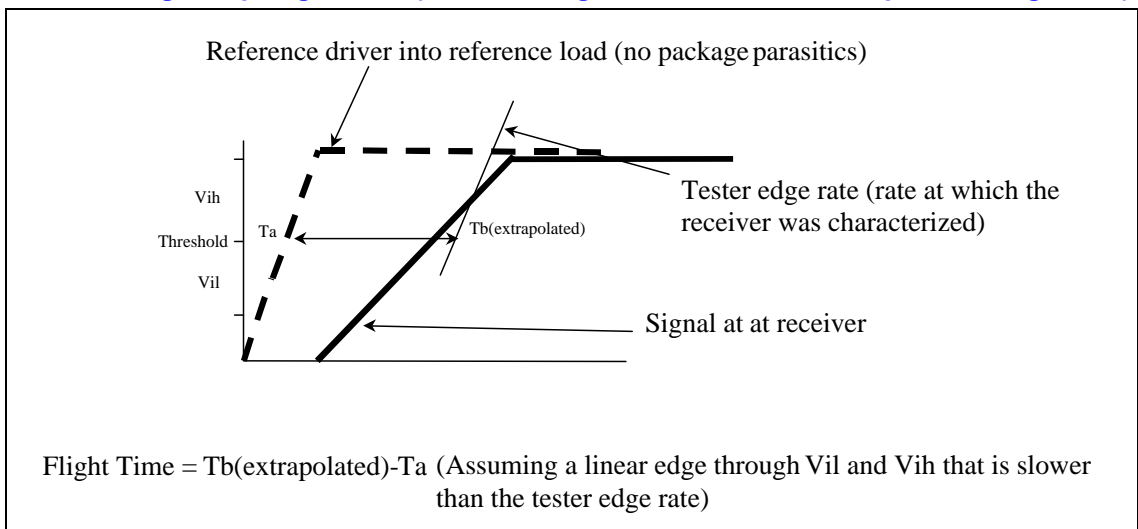 Reference driver into reference load (no package parasitics)
Tester edge rate (rate at which the
receiver was characterized)
Vih
Threshold
Ta
Tb(extrapolated)
Vil
Signal at at receiver
Flight Time = Tb(extrapolated)-Ta (Assuming a linear edge through Vil and Vih that is slower
than the tester edge rate)